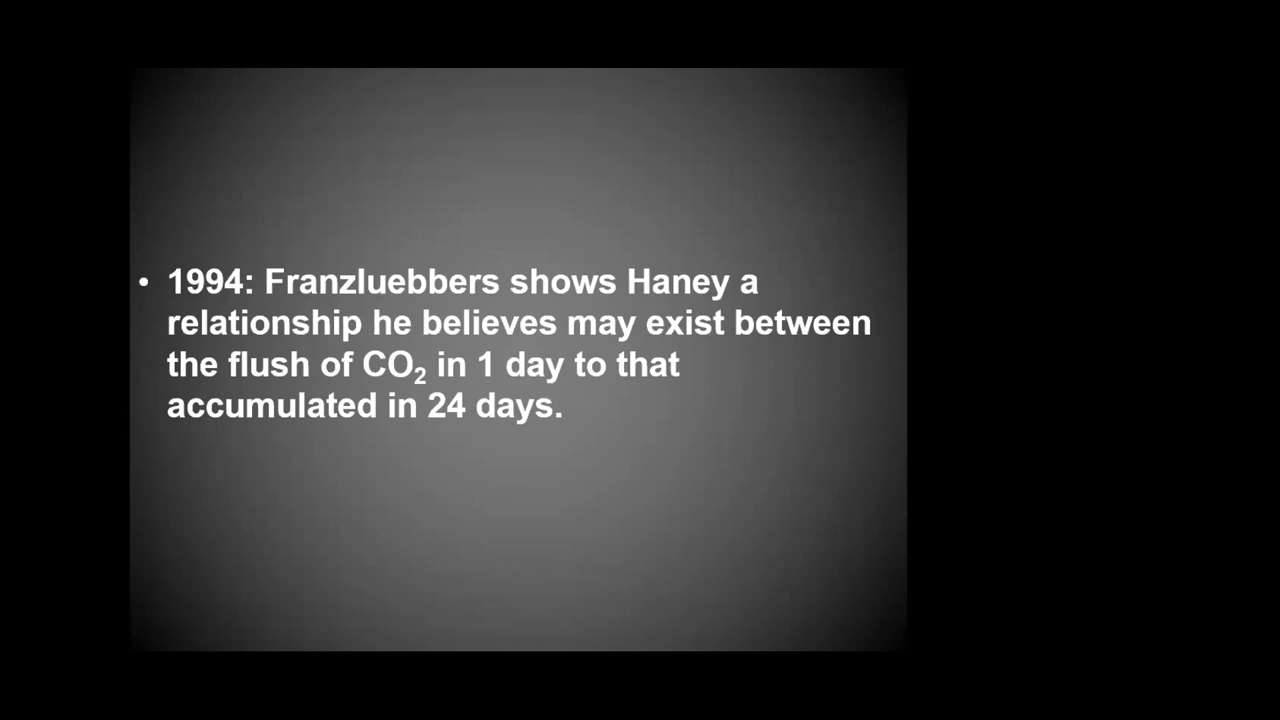 • 1994: Franzluebbers shows Haney a
relationship he believes may exist between
the flush of CO₂ in 1 day to that
accumulated in 24 days.